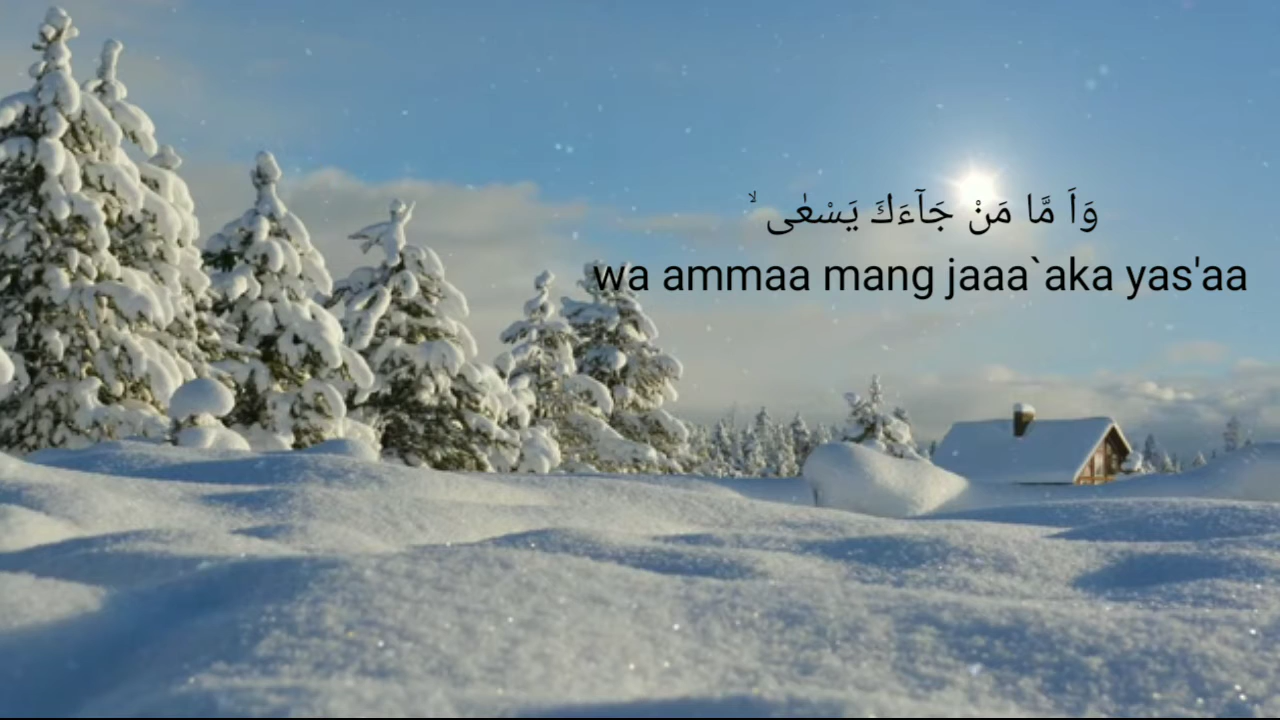 وَاَ مَّا مَنْ جَآءَكَ يَسْعٰى ۙ
wa ammaa mang jaaa`aka yas'aa